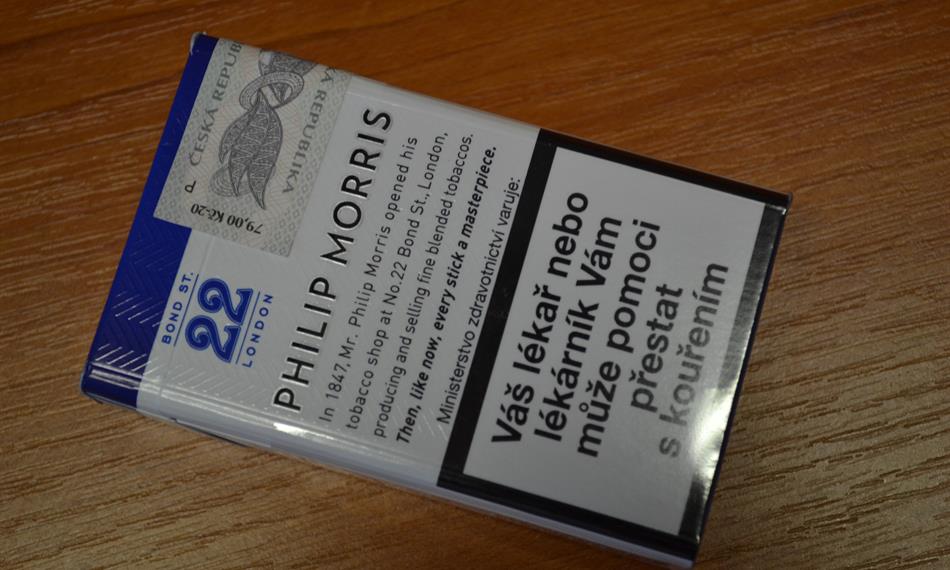 ČESKÁ REPUBLIKA
79,00 Kč-20
d
BOND ST.
22
LONDON
PHILIP MORRIS
In 1847, Mr. Philip Morris opened his
tobacco shop at No.22 Bond St., London,
producing and selling fine blended tobaccos.
Then, like now, every stick a masterpiece.
Ministerstvo zdravotnictví varuje:
Váš lékař nebo
lékárník Vám
může pomoci
přestat
s kouřením